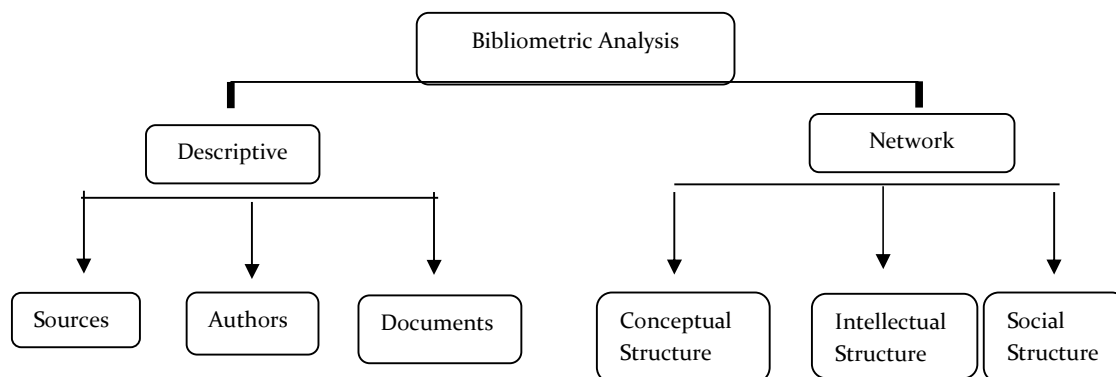 Bibliometric Analysis
Descriptive
Network
Sources
Authors
Documents
Conceptual
Structure
Intellectual
Structure
Social
Structure